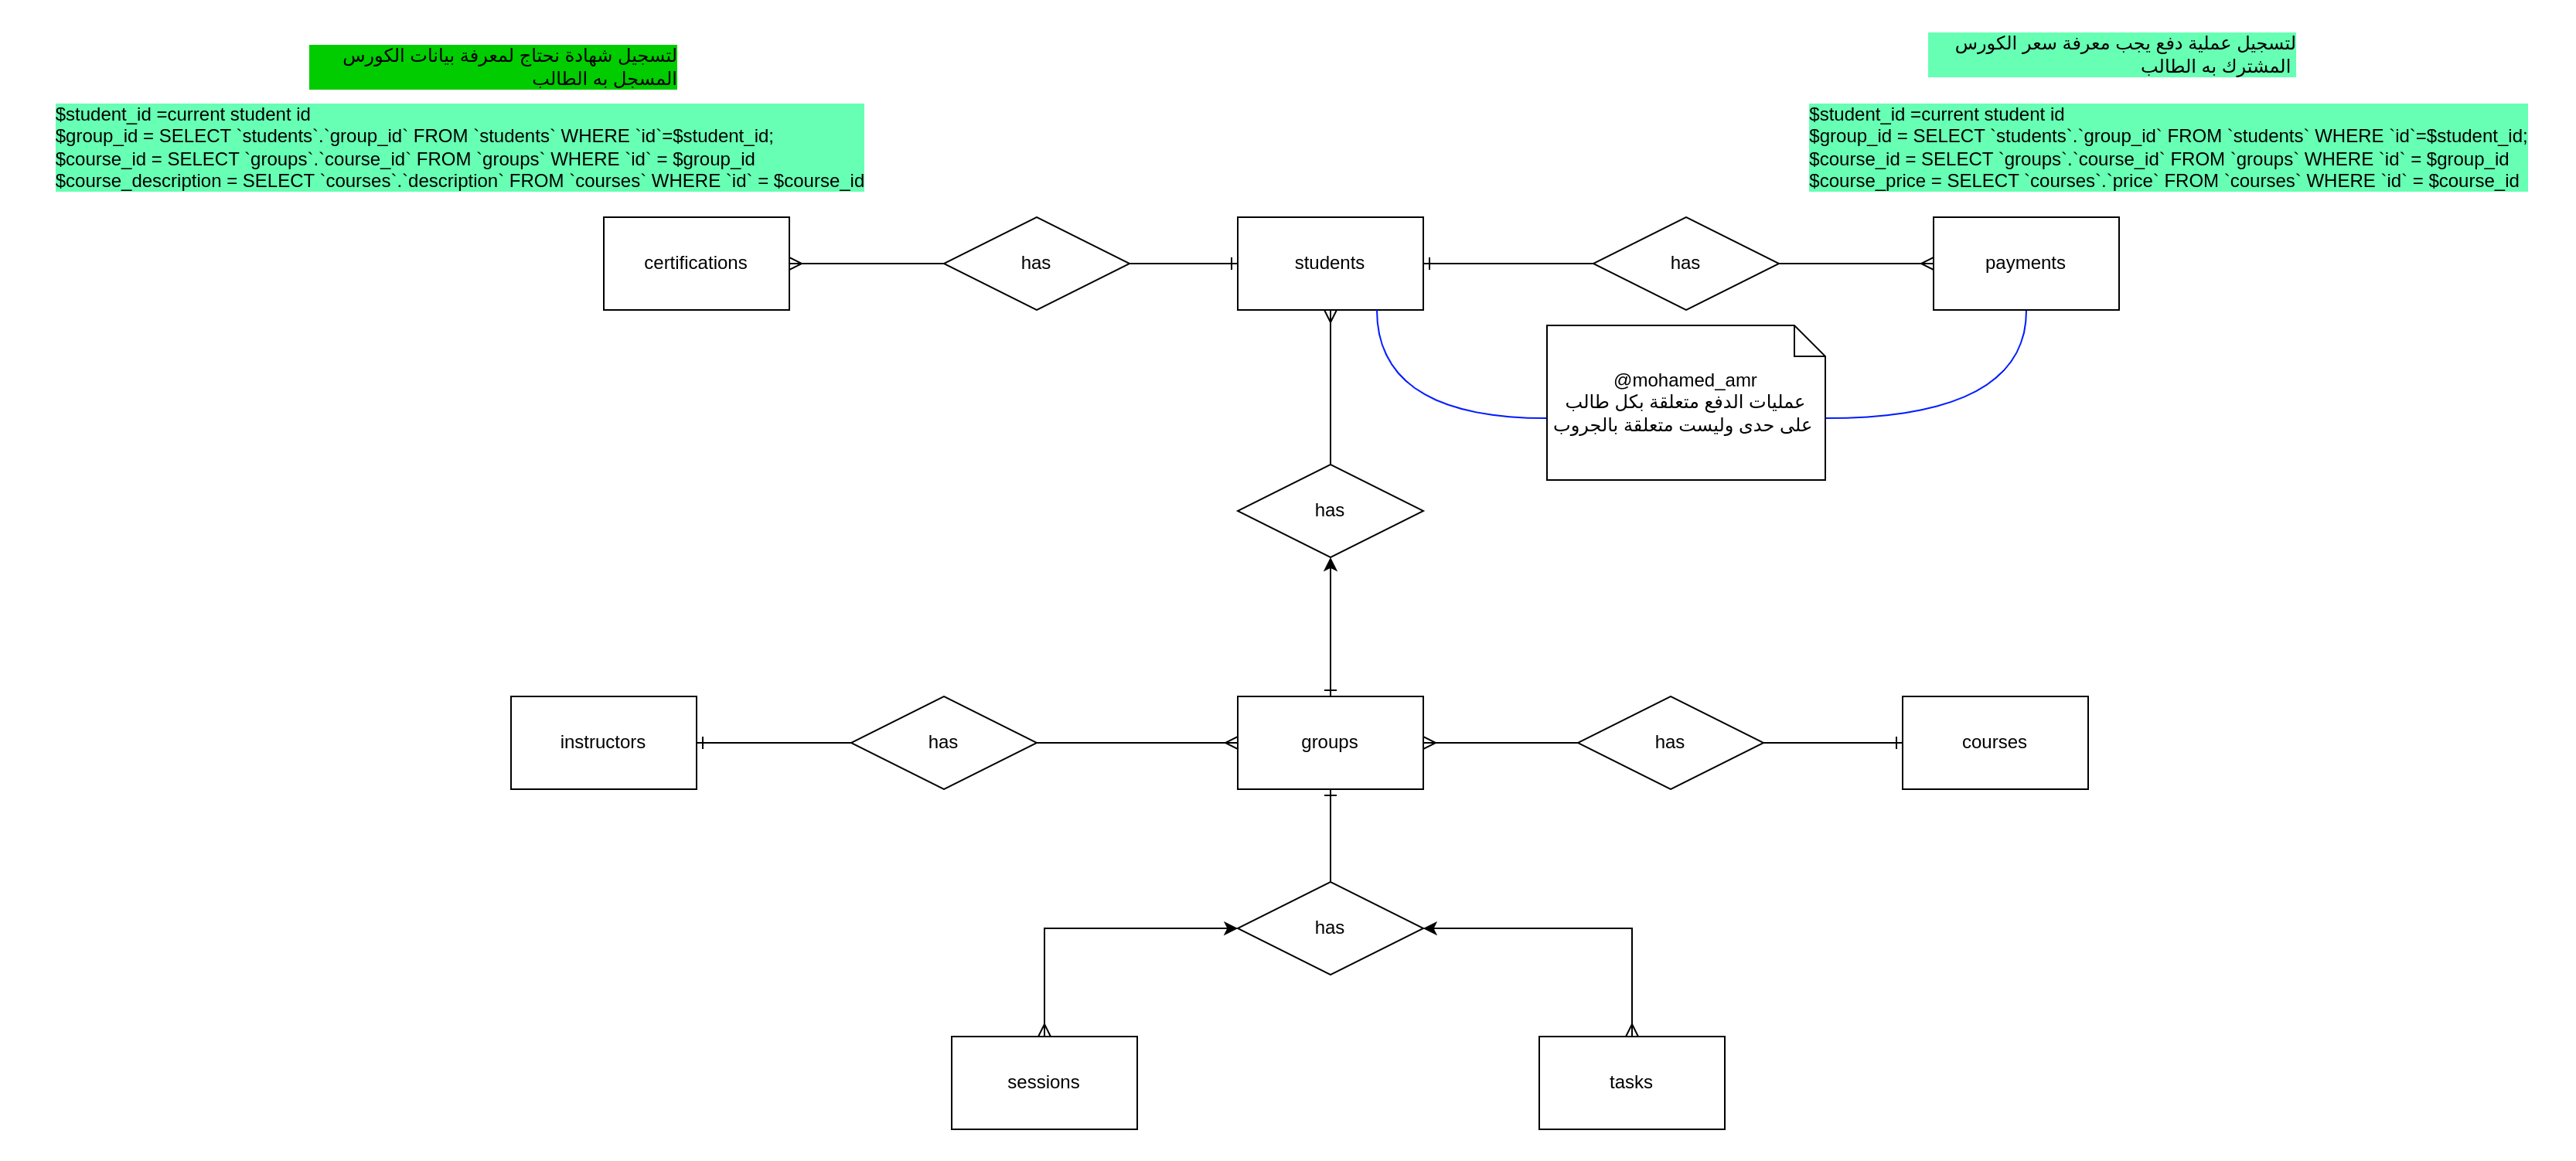 لتسجيل شهادة نحتاج لمعرفة بيانات الكورس
المسجل به الطالب
لتسجيل عملية دفع يجب معرفة سعر الكورس
المشترك به الطالب
$student_id =current student id
$group_id = SELECT `students`.`group_id` FROM `students` WHERE `id`=$student_id;
$course_id = SELECT `groups`.`course_id` FROM `groups` WHERE `id` = $group_id
$course_description = SELECT `courses`.`description` FROM `courses` WHERE `id` = $course_id
$student_id =current student id
$group_id = SELECT `students`.`group_id` FROM `students` WHERE `id`=$student_id;
$course_id = SELECT `groups`.`course_id` FROM `groups` WHERE `id` = $group_id
$course_price = SELECT `courses`.`price` FROM `courses` WHERE `id` = $course_id
certifications
has
students
has
payments
@mohamed_amr
عمليات الدفع متعلقة بكل طالب
على حدى وليست متعلقة بالجروب
has
instructors
has
groups
has
courses
has
sessions
tasks